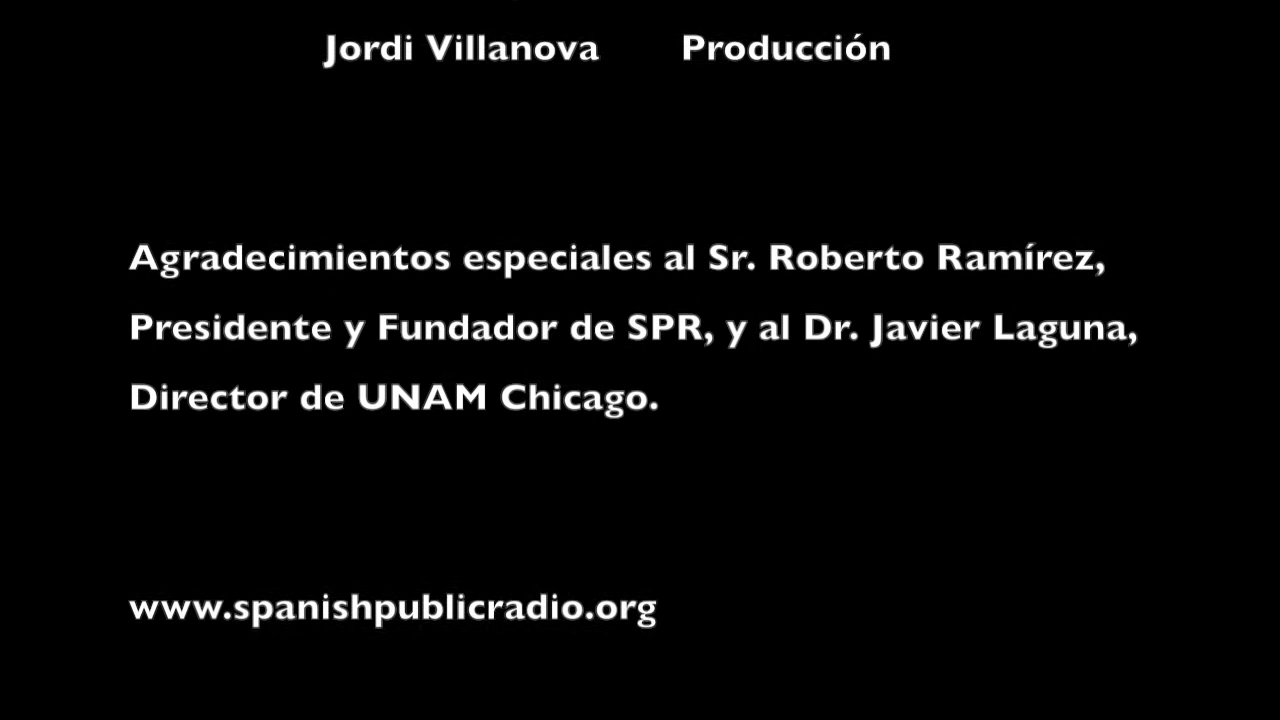 Jordi Villanova Producción
Agradecimientos especiales al Sr. Roberto Ramírez,
Presidente y Fundador de SPR, y al Dr. Javier Laguna,
Director de UNAM Chicago.
www.spanishpublicradio.org